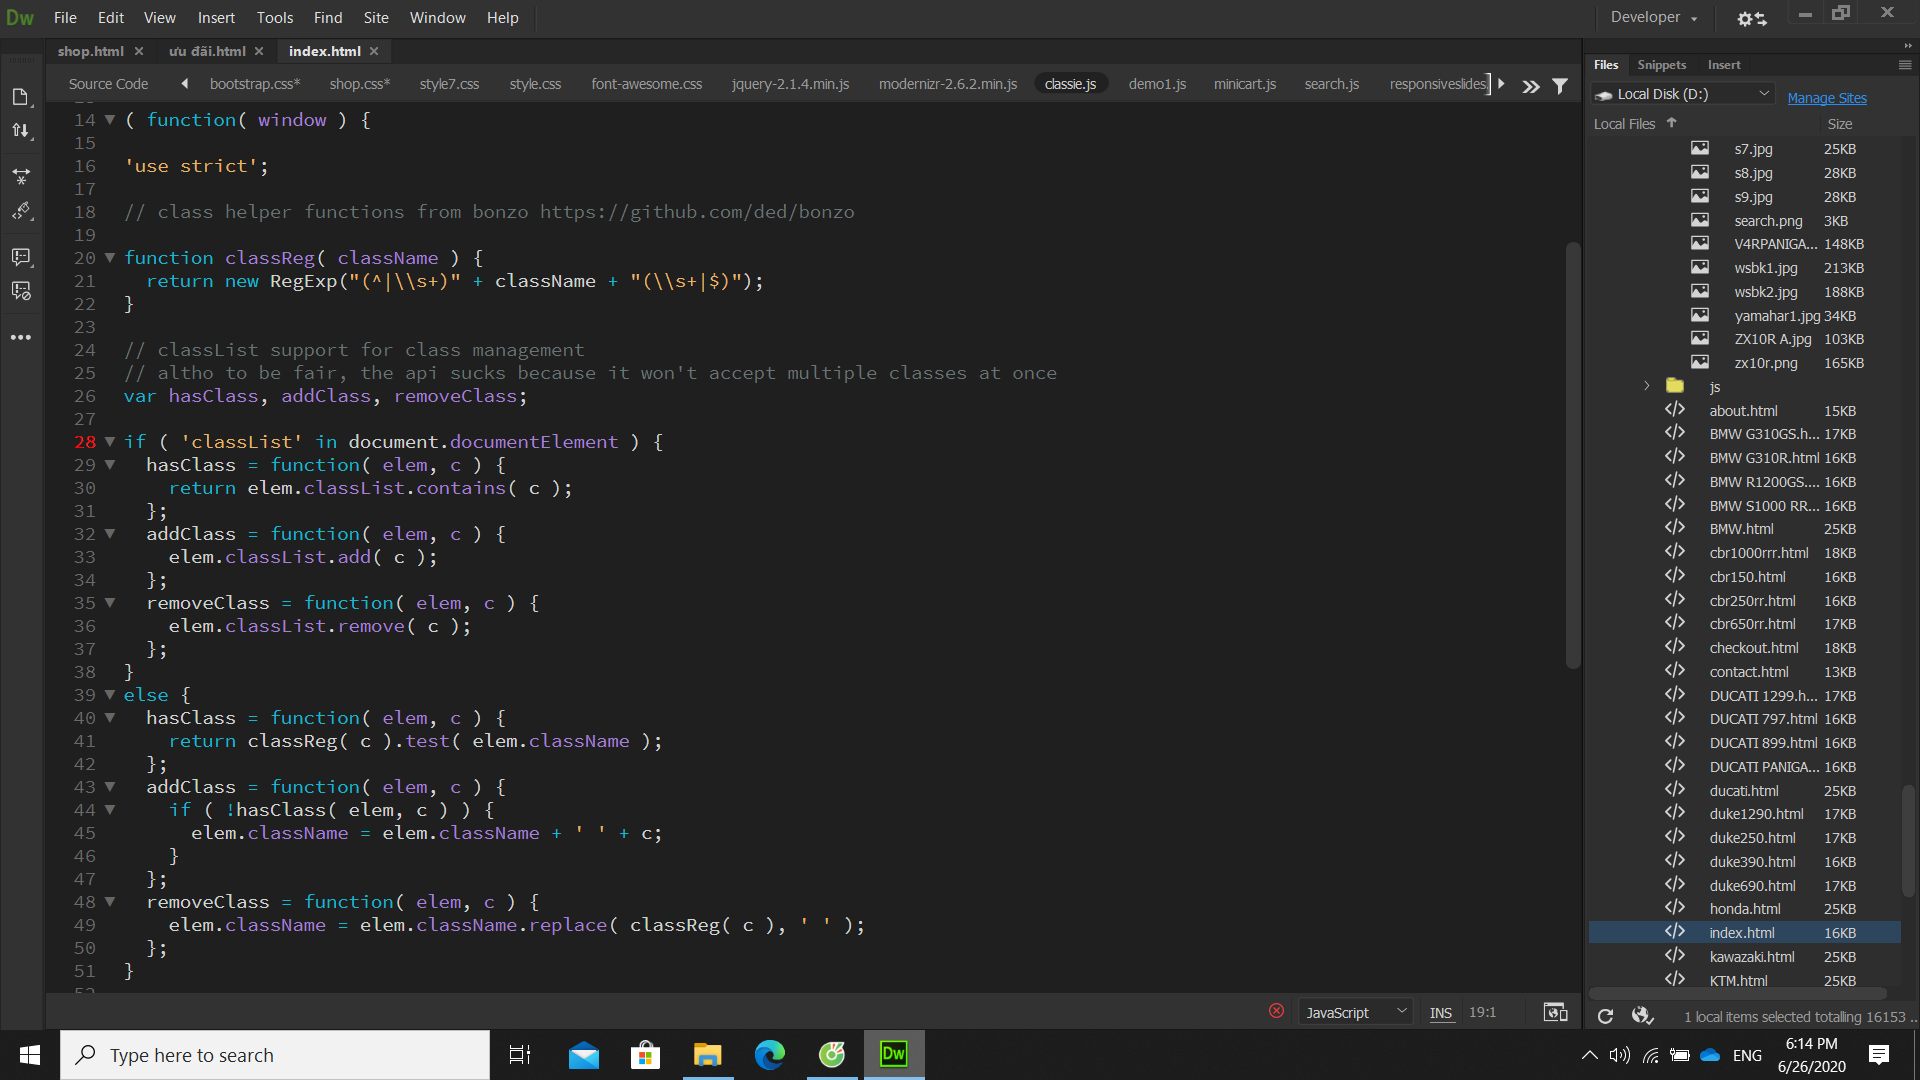 Dw File Edit View Insert Tools Find Site Window Help Developer
shop.html ưu đãi.html index.html
Source Code bootstrap.css* shop.css* style7.css style.css font-awesome.css jquery-2.1.4.min.js modernizr-2.6.2.min.js classie.js demo1.js minicart.js search.js responsiveslides
14 ( function( window ) {
15
16 'use strict';
17
18 // class helper functions from bonzo https://github.com/ded/bonzo
19
20 function classReg( className ) {
21 return new RegExp("(^|\\s+)" + className + "(\\s+|$)");
22 }
23
24 // classList support for class management
25 // altho to be fair, the api sucks because it won't accept multiple classes at once
26 var hasClass, addClass, removeClass;
27
28 if ( 'classList' in document.documentElement ) {
29 hasClass = function( elem, c ) {
30 return elem.classList.contains( c );
31 };
32 addClass = function( elem, c ) {
33 elem.classList.add( c );
34 };
35 removeClass = function( elem, c ) {
36 elem.classList.remove( c );
37 };
38 }
39 else {
40 hasClass = function( elem, c ) {
41 return classReg( c ).test( elem.className );
42 };
43 addClass = function( elem, c ) {
44 if ( !hasClass( elem, c ) ) {
45 elem.className = elem.className + ' ' + c;
46 }
47 };
48 removeClass = function( elem, c ) {
49 elem.className = elem.className.replace( classReg( c ), ' ' );
50 };
51 }
JavaScript INS 19:1
Files Snippets Insert
Local Disk (D:) Manage Sites
Local Files Size
s7.jpg 25KB
s8.jpg 28KB
s9.jpg 28KB
search.png 3KB
V4RPANIGA... 148KB
wsbk1.jpg 213KB
wsbk2.jpg 188KB
yamahar1.jpg 34KB
ZX10R A.jpg 103KB
zx10r.png 165KB
js
about.html 15KB
BMW G310GS.h... 17KB
BMW G310R.html 16KB
BMW R1200GS.... 16KB
BMW S1000 RR... 16KB
BMW.html 25KB
cbr1000rrr.html 18KB
cbr150.html 16KB
cbr250rr.html 16KB
cbr650rr.html 17KB
checkout.html 18KB
contact.html 13KB
DUCATI 1299.h... 17KB
DUCATI 797.html 16KB
DUCATI 899.html 16KB
DUCATI PANIGA... 16KB
ducati.html 25KB
duke1290.html 17KB
duke250.html 17KB
duke390.html 16KB
duke690.html 17KB
honda.html 25KB
index.html 16KB
kawazaki.html 25KB
KTM.html 25KB
1 local items selected totalling 16153 ..
Type here to search
Dw
ENG
6:14 PM
6/26/2020